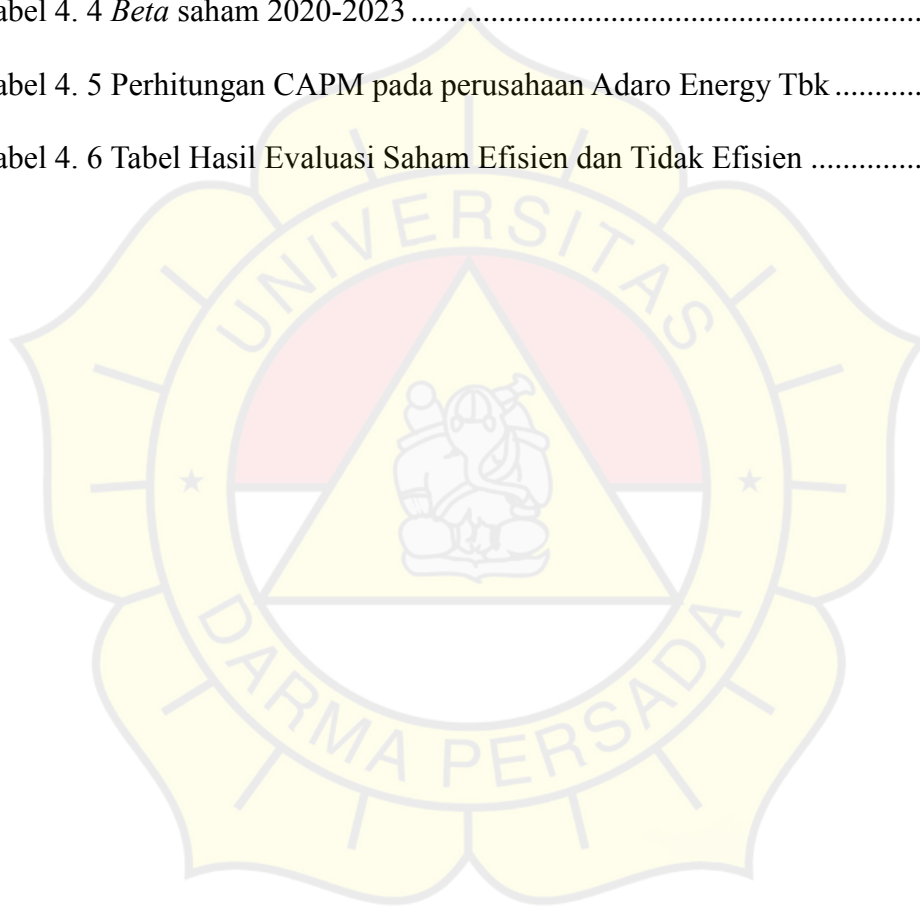 abel 4. 4 Beta saham 2020-2023 ....................................................................
abel 4. 5 Perhitungan CAPM pada perusahaan Adaro Energy Tbk ...........
abel 4. 6 Tabel Hasil Evaluasi Saham Efisien dan Tidak Efisien ..............
UNIVERSITAS
DARMA PERSADA